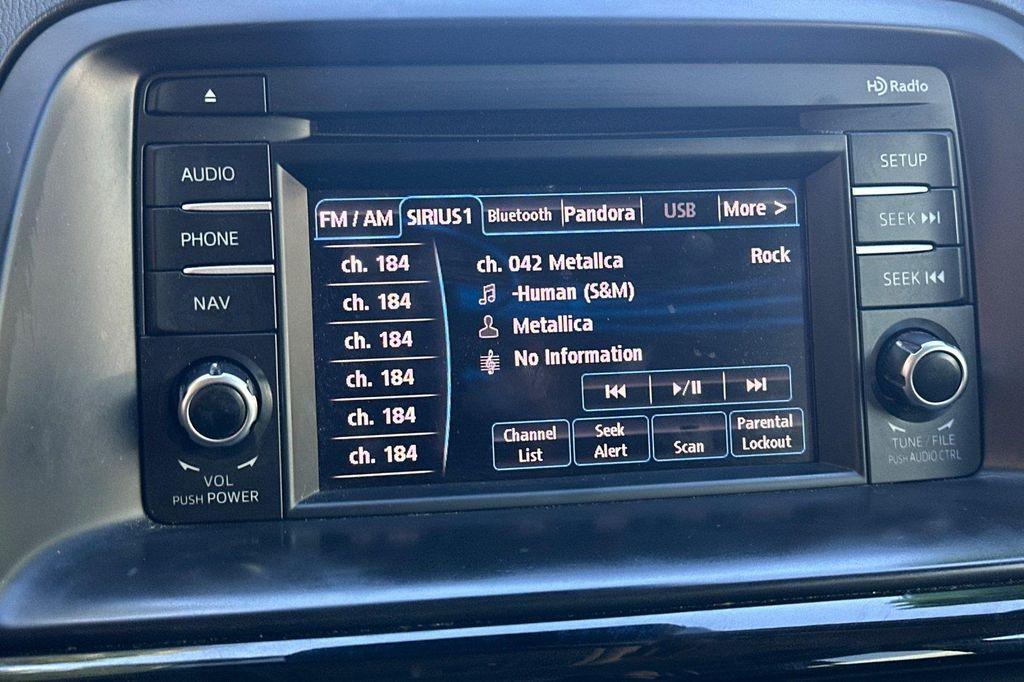 HD Radio
AUDIO
PHONE
NAV
VOL
PUSH POWER
FM / AM
SIRIUS1
Bluetooth
Pandora
USB
More >
ch. 184
ch. 184
ch. 184
ch. 184
ch. 184
ch. 184
ch. 042 Metallca
Rock
-Human (S&M)
Metallica
No Information
Channel
List
Seek
Alert
Scan
Parental
Lockout
SETUP
SEEK
SEEK
TUNE / FILE
PUSH AUDIO CTRL